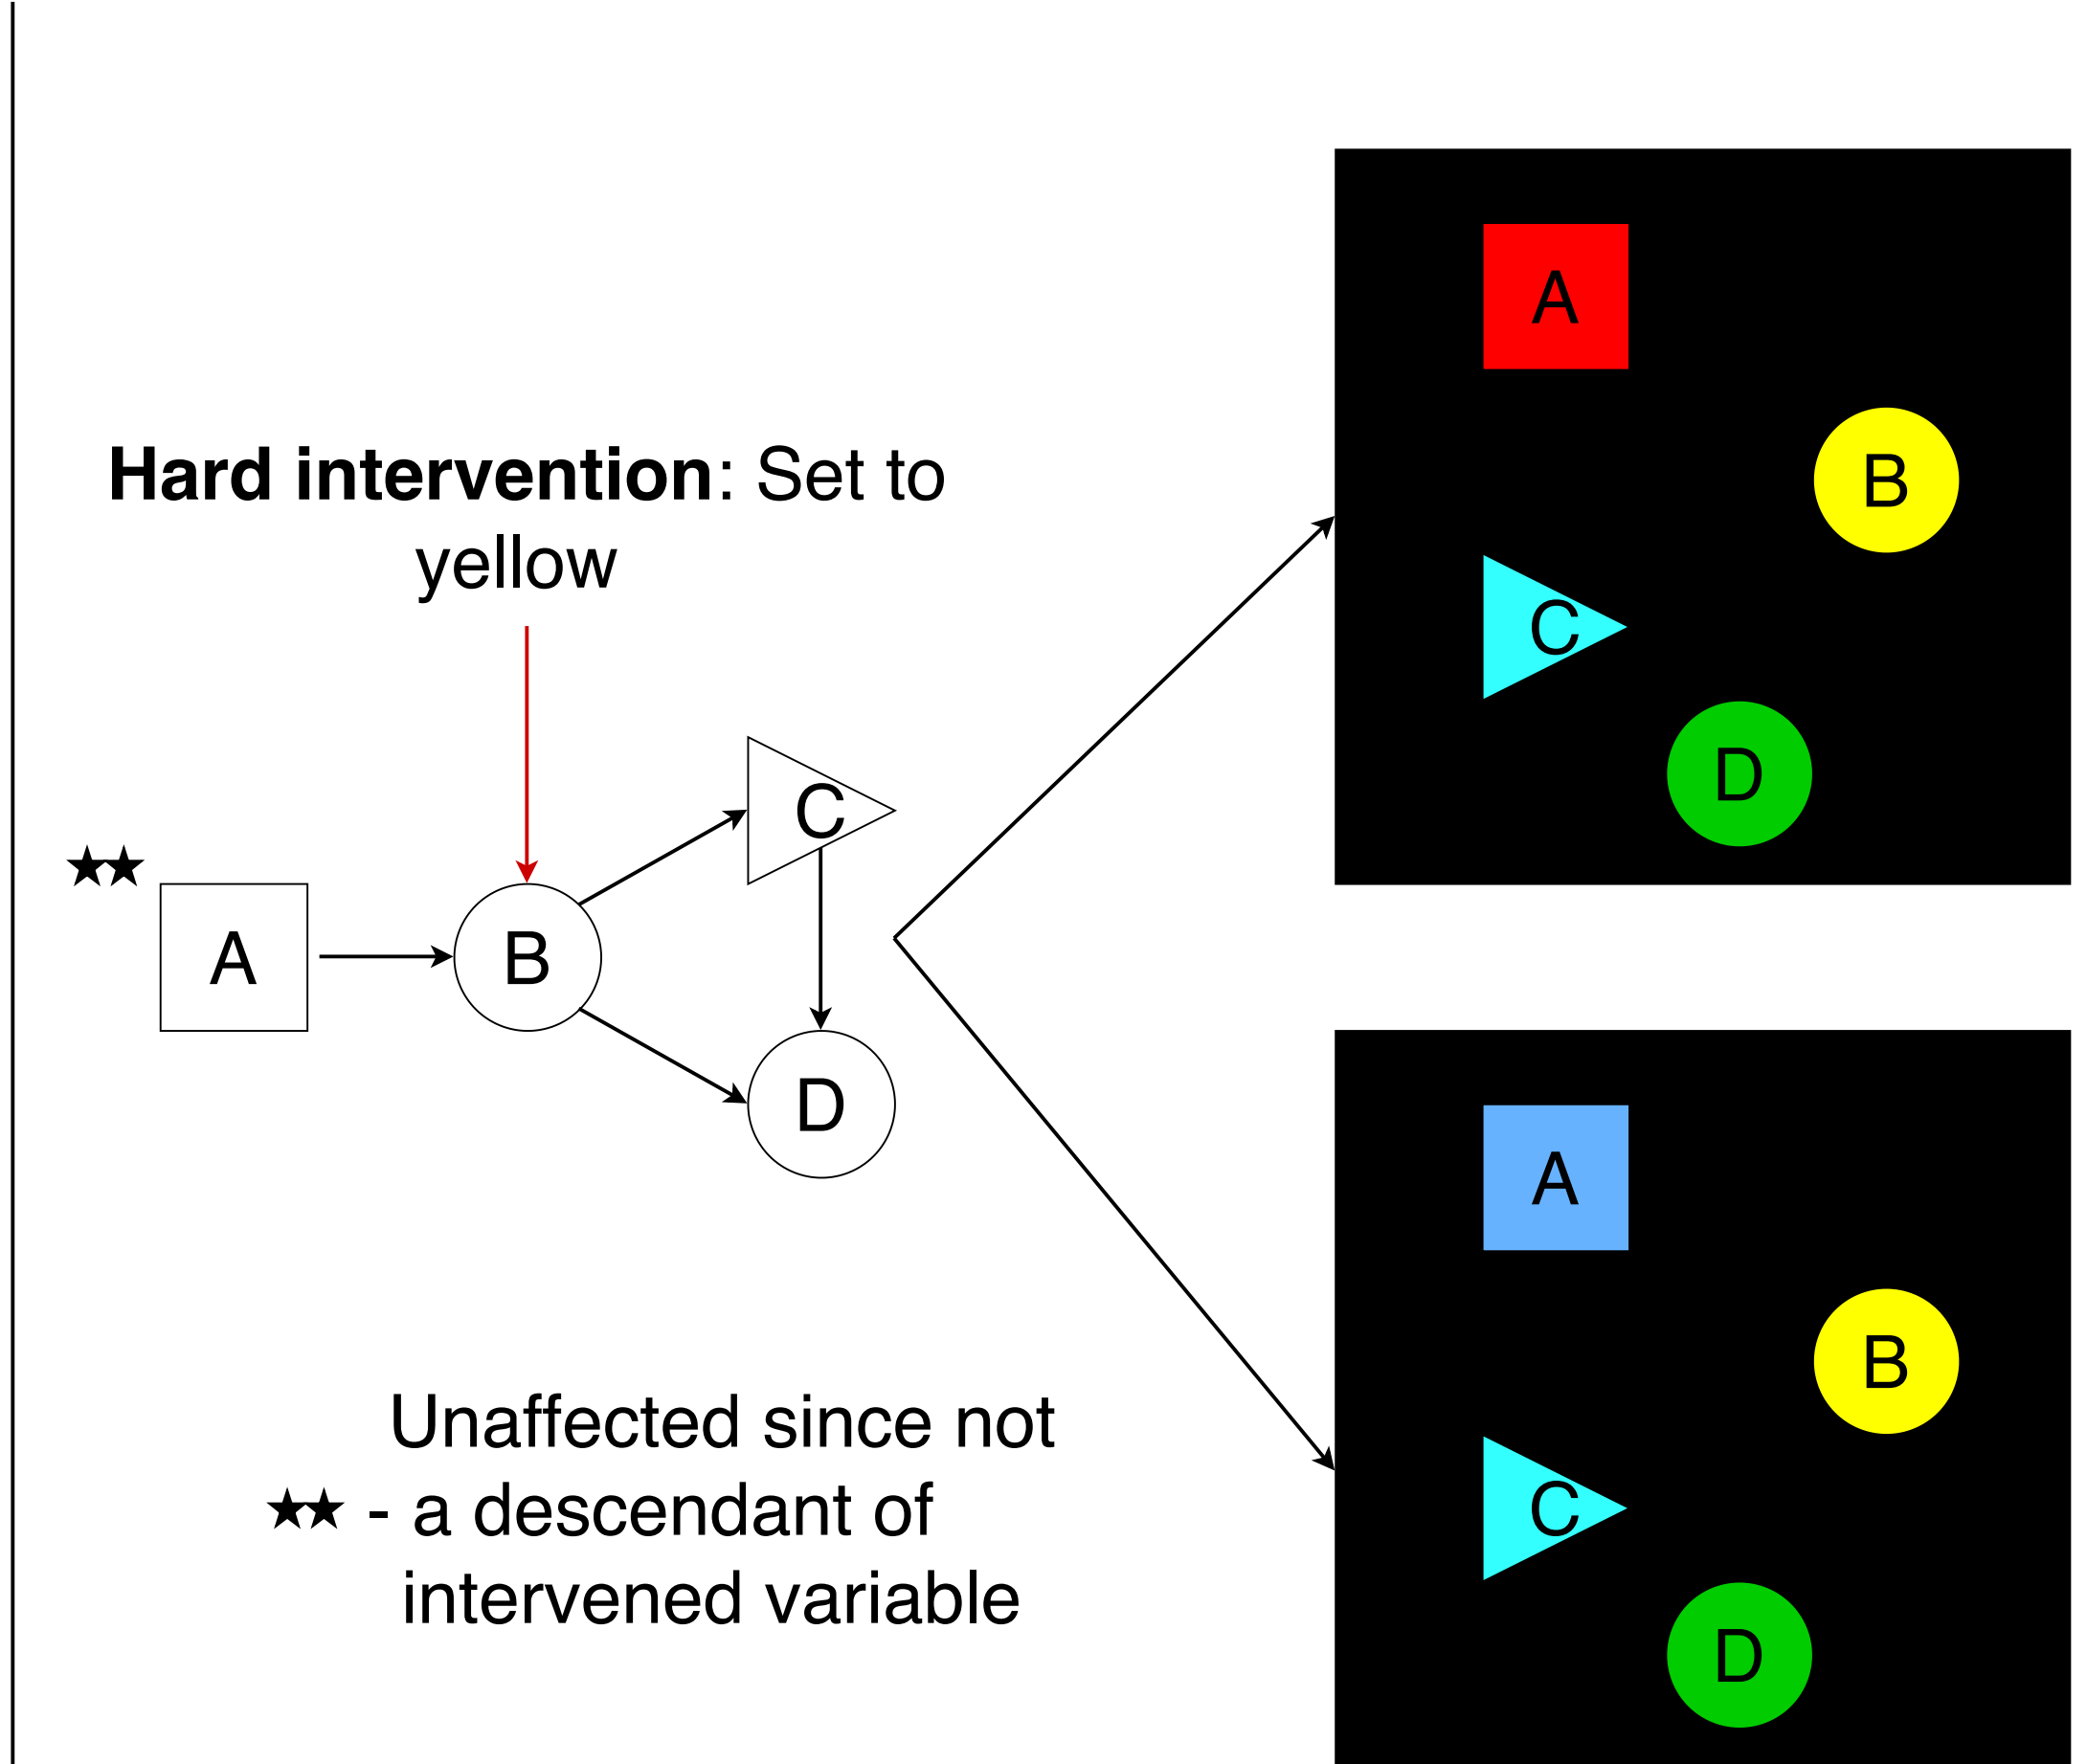 Hard intervention: Set to
yellow
A
B
C
D
Unaffected since not
★★ - a descendant of
intervened variable
A
B
C
D
A
B
C
D